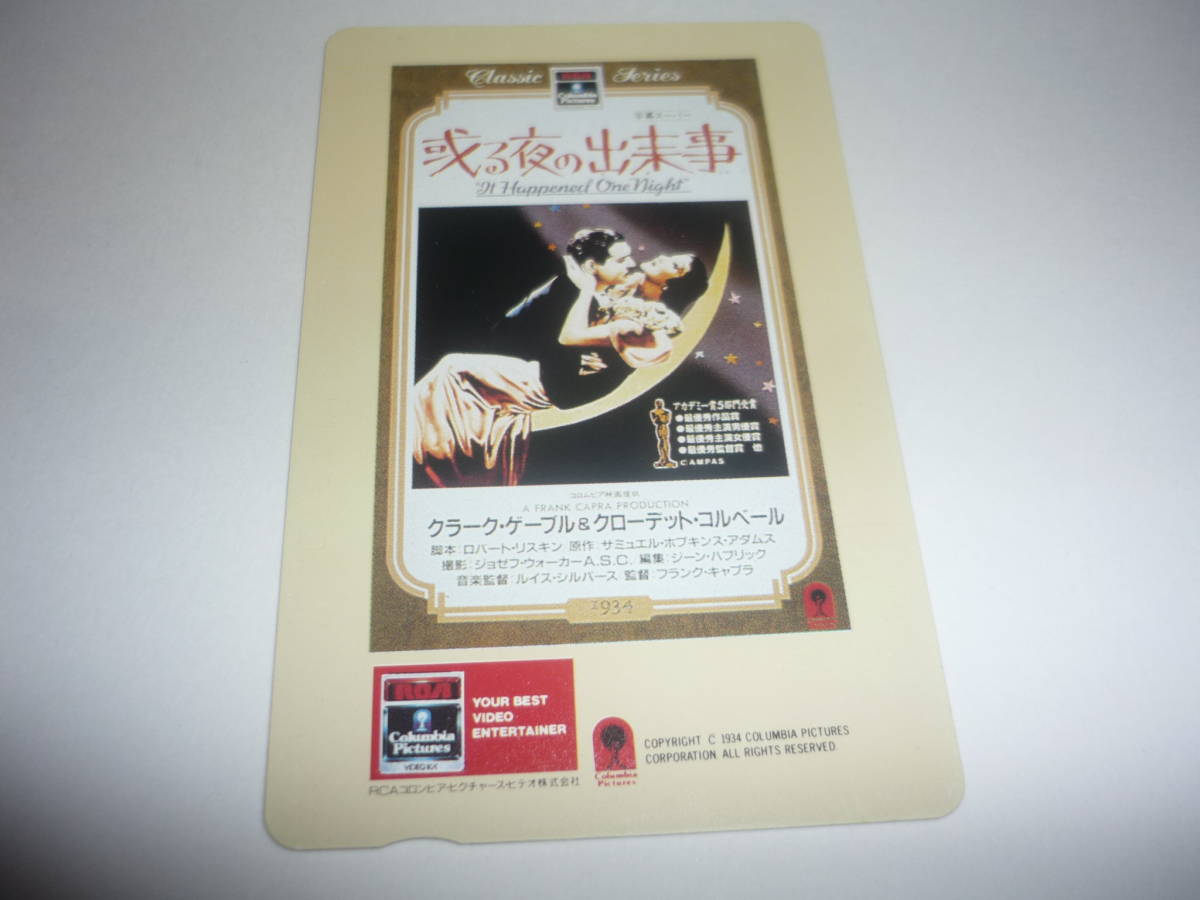 Classic Series
RCA
Columbia
Pictures
字幕スーパー
或る夜の出来事
"It Happened One Night"
アカデミー賞5部門受賞
●最優秀作品賞
●最優秀主演男優賞
●最優秀主演女優賞
●最優秀監督賞 他
CAMPAS
コロムビア映画提供
A FRANK CAPRA PRODUCTION
クラーク・ゲーブル&クローデット・コルベール
脚本:ロバート・リスキン 原作:サミュエル・ホプキンス・アダムス
撮影:ジョセフ・ウォーカーA.S.C. 編集:ジーン・ハブリック
音楽監督:ルイス・シルバース 監督:フランク・キャプラ
1934
RCA
Columbia
Pictures
VIDEO K.K
YOUR BEST
VIDEO
ENTERTAINER
RCAコロンビア・ピクチャーズ・ビデオ株式会社
Columbia
Pictures
COPYRIGHT C 1934 COLUMBIA PICTURES
CORPORATION. ALL RIGHTS RESERVED.